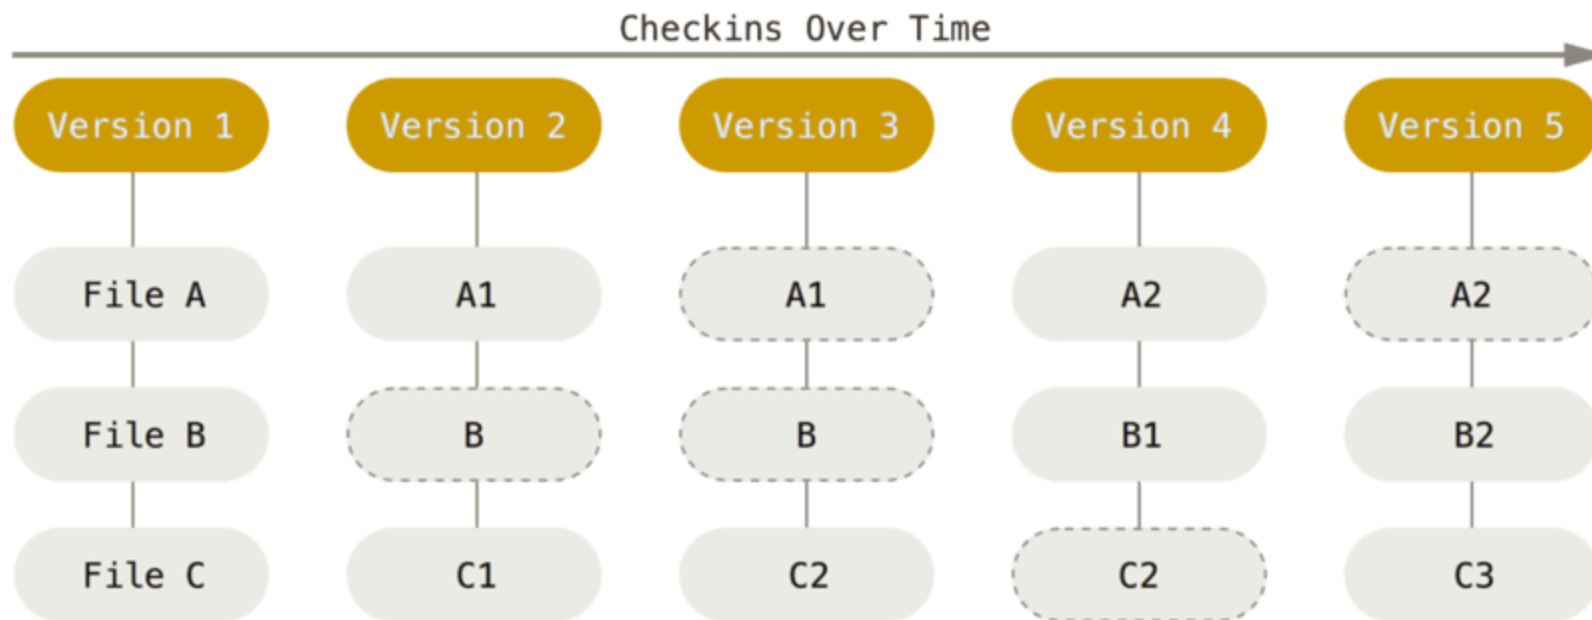 Checkins Over Time
Version 1 Version 2 Version 3 Version 4 Version 5
File A A1 A1 A2 A2
File B B B B1 B2
File C C1 C2 C2 C3